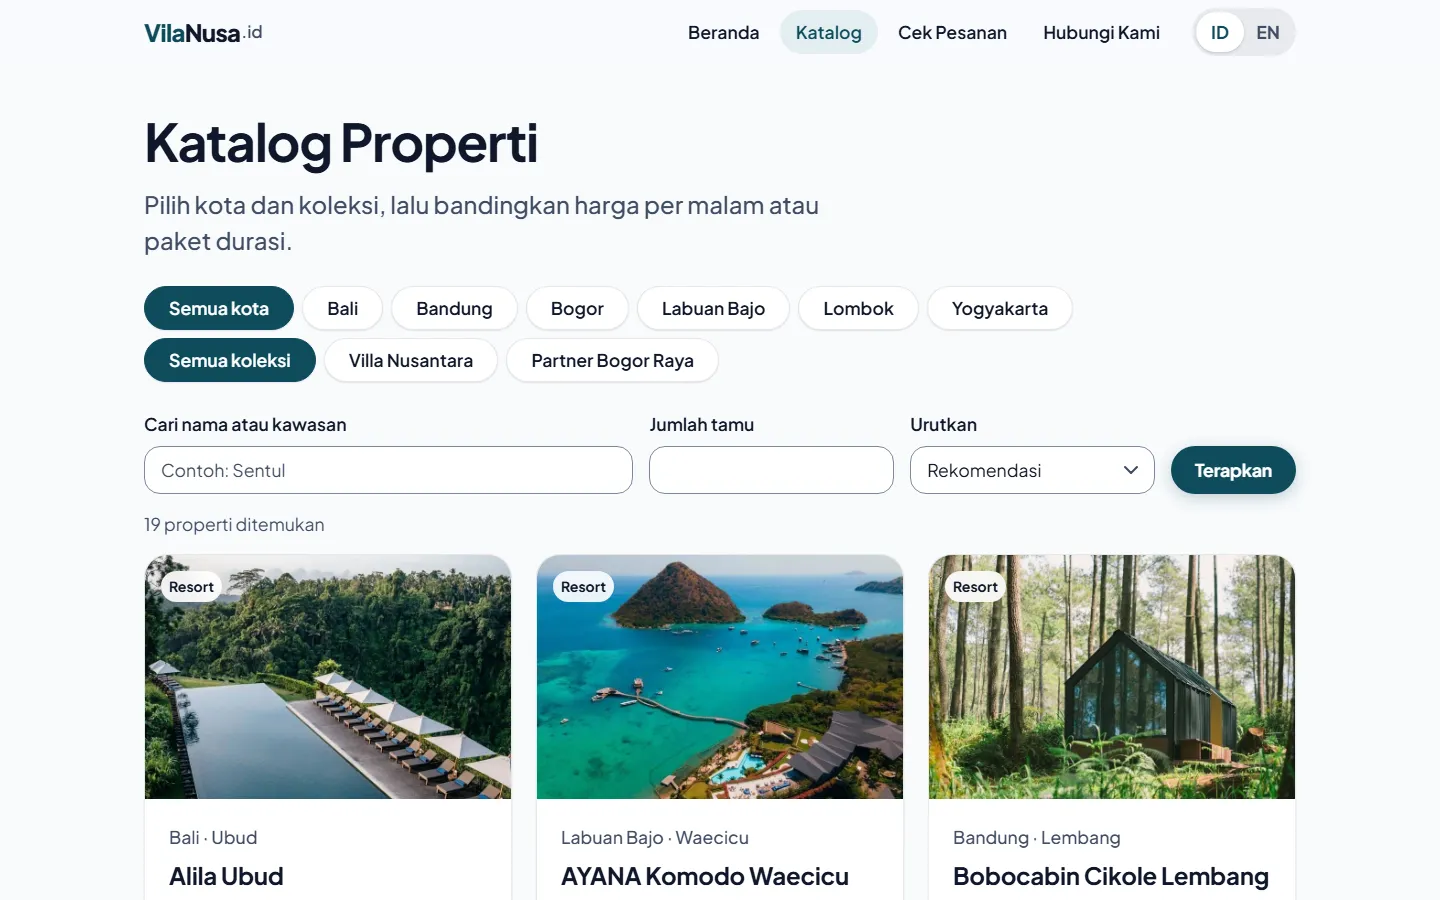 VilaNusa.id
Beranda
Katalog
Cek Pesanan
Hubungi Kami
ID
EN
Katalog Properti
Pilih kota dan koleksi, lalu bandingkan harga per malam atau
paket durasi.
Semua kota
Bali
Bandung
Bogor
Labuan Bajo
Lombok
Yogyakarta
Semua koleksi
Villa Nusantara
Partner Bogor Raya
Cari nama atau kawasan
Jumlah tamu
Urutkan
Contoh: Sentul
Rekomendasi
Terapkan
19 properti ditemukan
Resort
Resort
Resort
Bali · Ubud
Alila Ubud
Labuan Bajo · Waecicu
AYANA Komodo Waecicu
Bandung · Lembang
Bobocabin Cikole Lembang